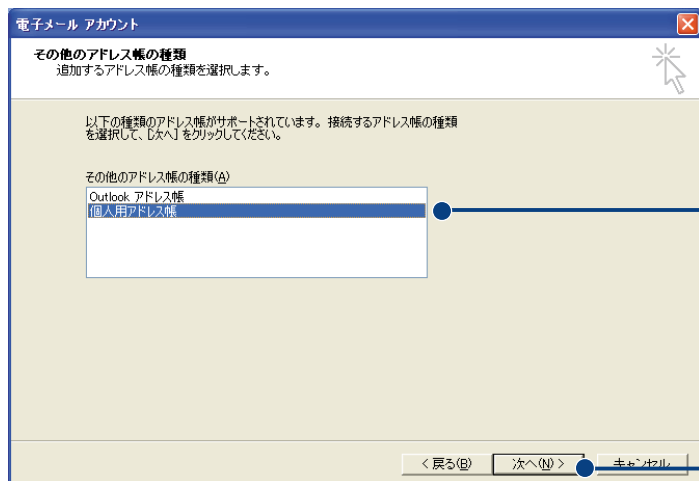 電子メール アカウント
その他のアドレス帳の種類
追加するアドレス帳の種類を選択します。
以下の種類のアドレス帳がサポートされています。接続するアドレス帳の種類
を選択して、[次へ] をクリックしてください。
その他のアドレス帳の種類(A)
Outlook アドレス帳
個人用アドレス帳
< 戻る(B)
次へ(N) >
キャンセル